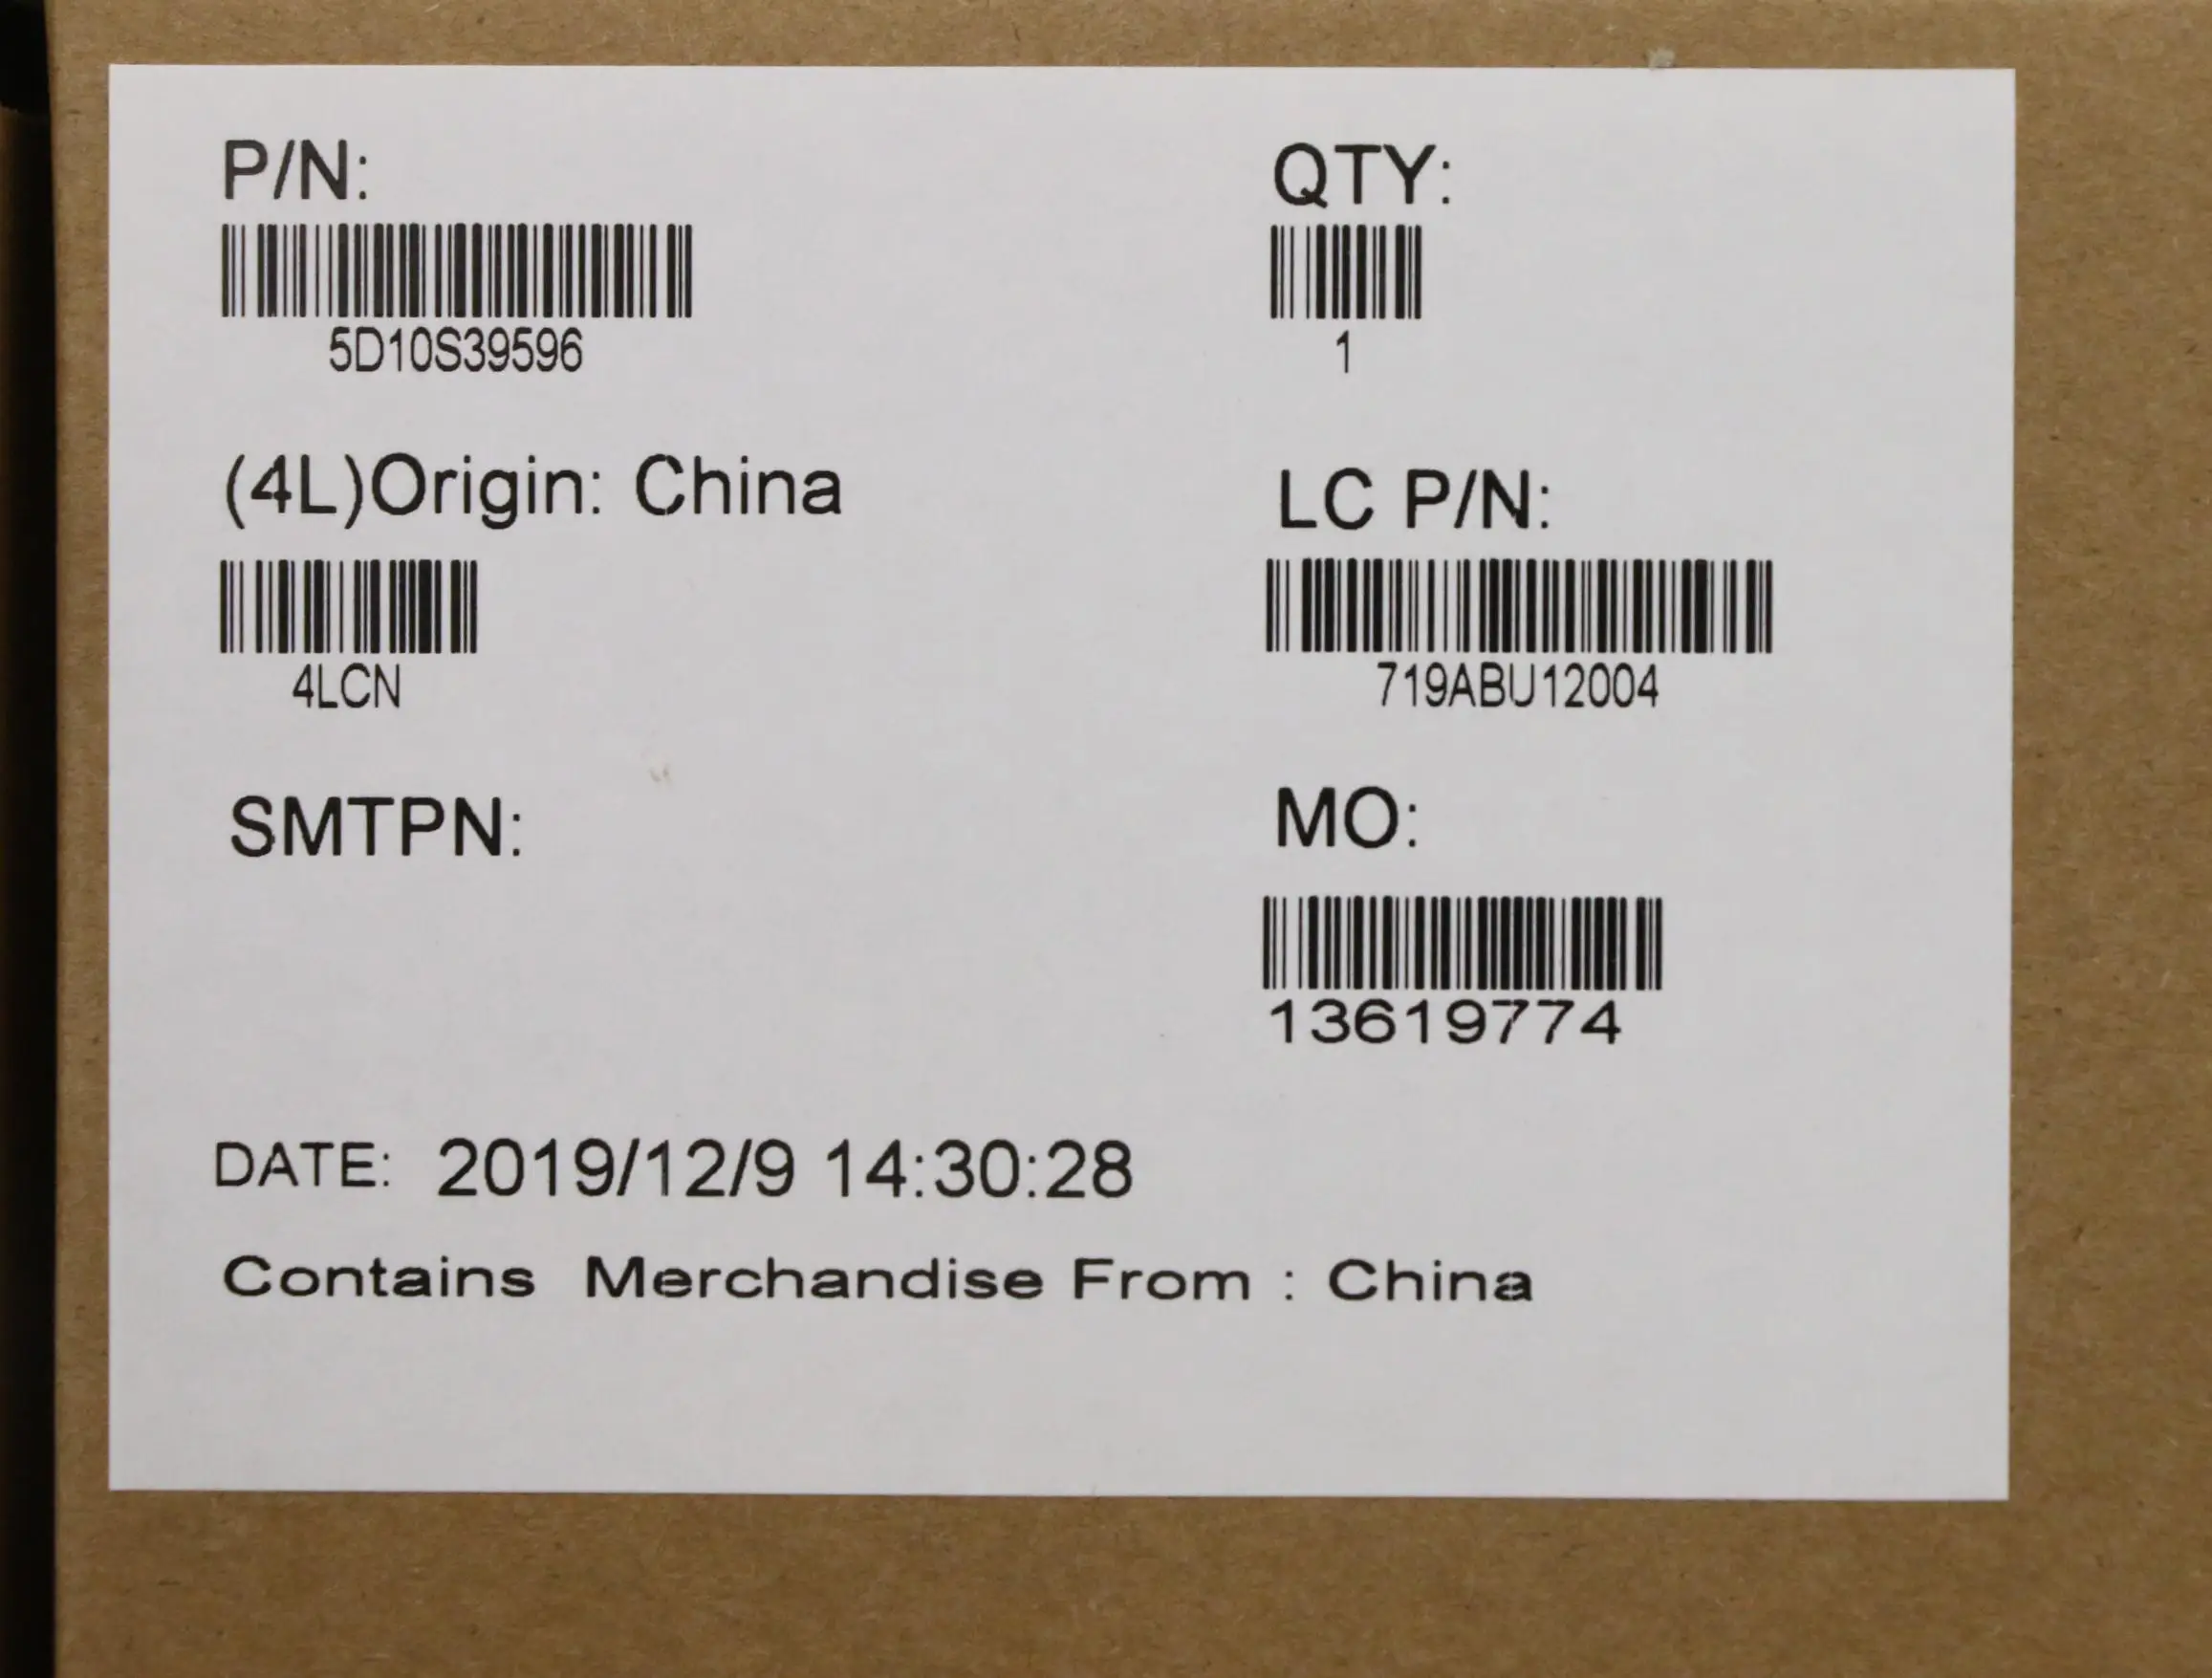 P/N:
5D10S39596
QTY:
1
(4L)Origin: China
4LCN
LC P/N:
719ABU12004
SMTPN:
MO:
13619774
DATE: 2019/12/9 14:30:28
Contains Merchandise From : China